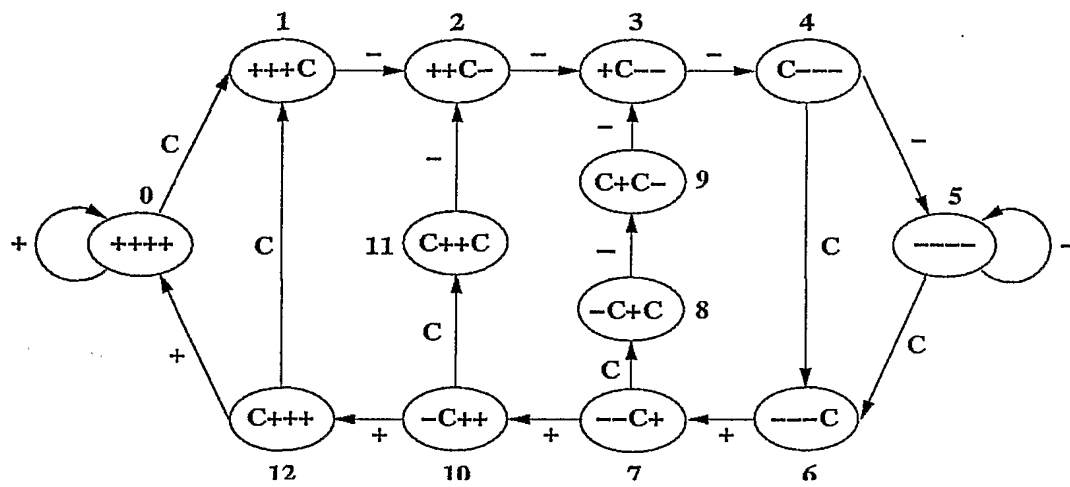 1 2 3 4
+++C - ++C- - +C-- - C---
C - - -
C+C- 9
0 5
+ ++++ C 11 C++C - C ---- -
-C+C 8
+ C C C
C+++ + -C++ + --C+ + ---C
12 10 7 6